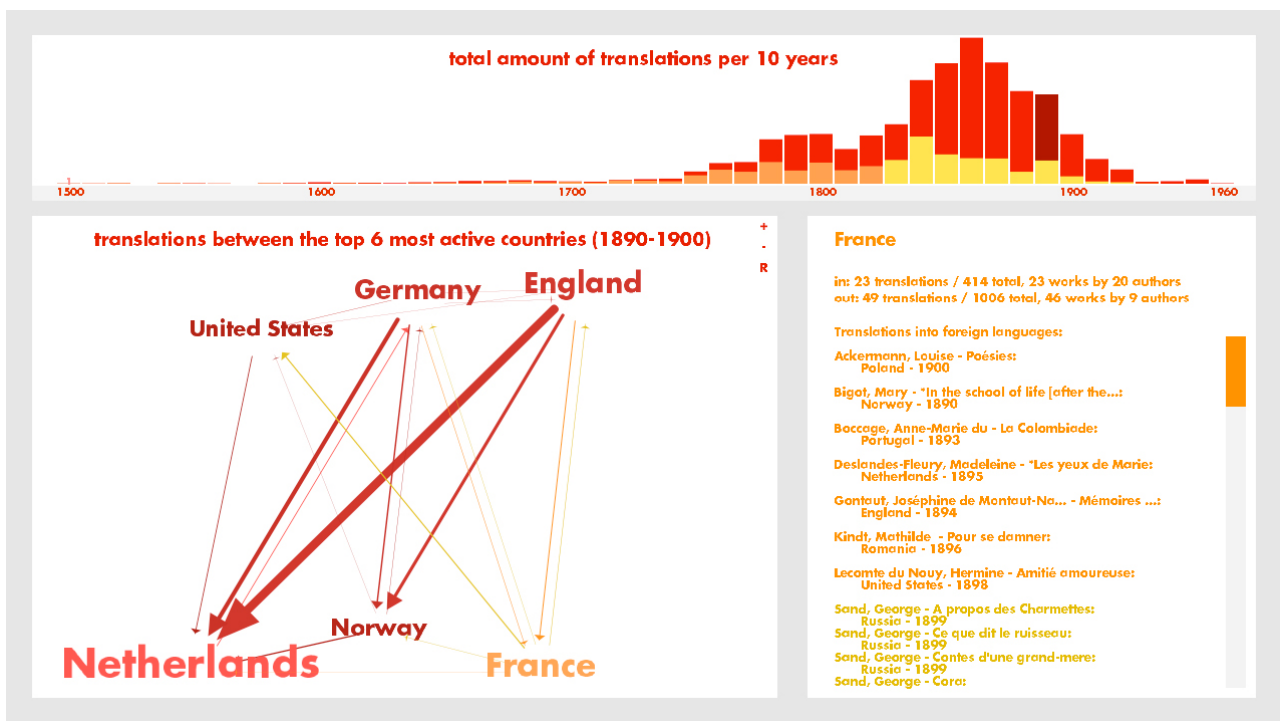 total amount of translations per 10 years
1
1500 1600 1700 1800 1900 1960
translations between the top 6 most active countries (1890-1900)
+
-
R
Germany
England
United States
Norway
Netherlands
France
France
in: 23 translations / 414 total, 23 works by 20 authors
out: 49 translations / 1006 total, 46 works by 9 authors
Translations into foreign languages:
Ackermann, Louise - Poésies:
Poland - 1900
Bigot, Mary - *In the school of life [after the...:
Norway - 1890
Boccage, Anne-Marie du - La Colombiade:
Portugal - 1893
Deslandes-Fleury, Madeleine - *Les yeux de Marie:
Netherlands - 1895
Gontaut, Joséphine de Montaut-Na... - Mémoires ...:
England - 1894
Kindt, Mathilde  - Pour se damner:
Romania - 1896
Lecomte du Nouy, Hermine - Amitié amoureuse:
United States - 1898
Sand, George - A propos des Charmettes:
Russia - 1899
Sand, George - Ce que dit le ruisseau:
Russia - 1899
Sand, George - Contes d'une grand-mere:
Russia - 1899
Sand, George - Cora: